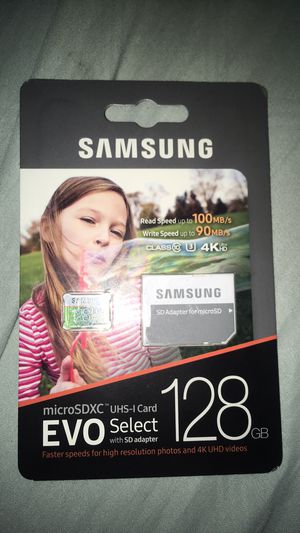 SAMSUNG
Read Speed up to 100MB/s
Write Speed up to 90MB/s
CLASS 10 U3 4K UHD
SAMSUNG
SD Adapter for microSD
microSDXC™ UHS-I Card
EVO Select
with SD adapter
128 GB
Faster speeds for high resolution photos and 4K UHD videos